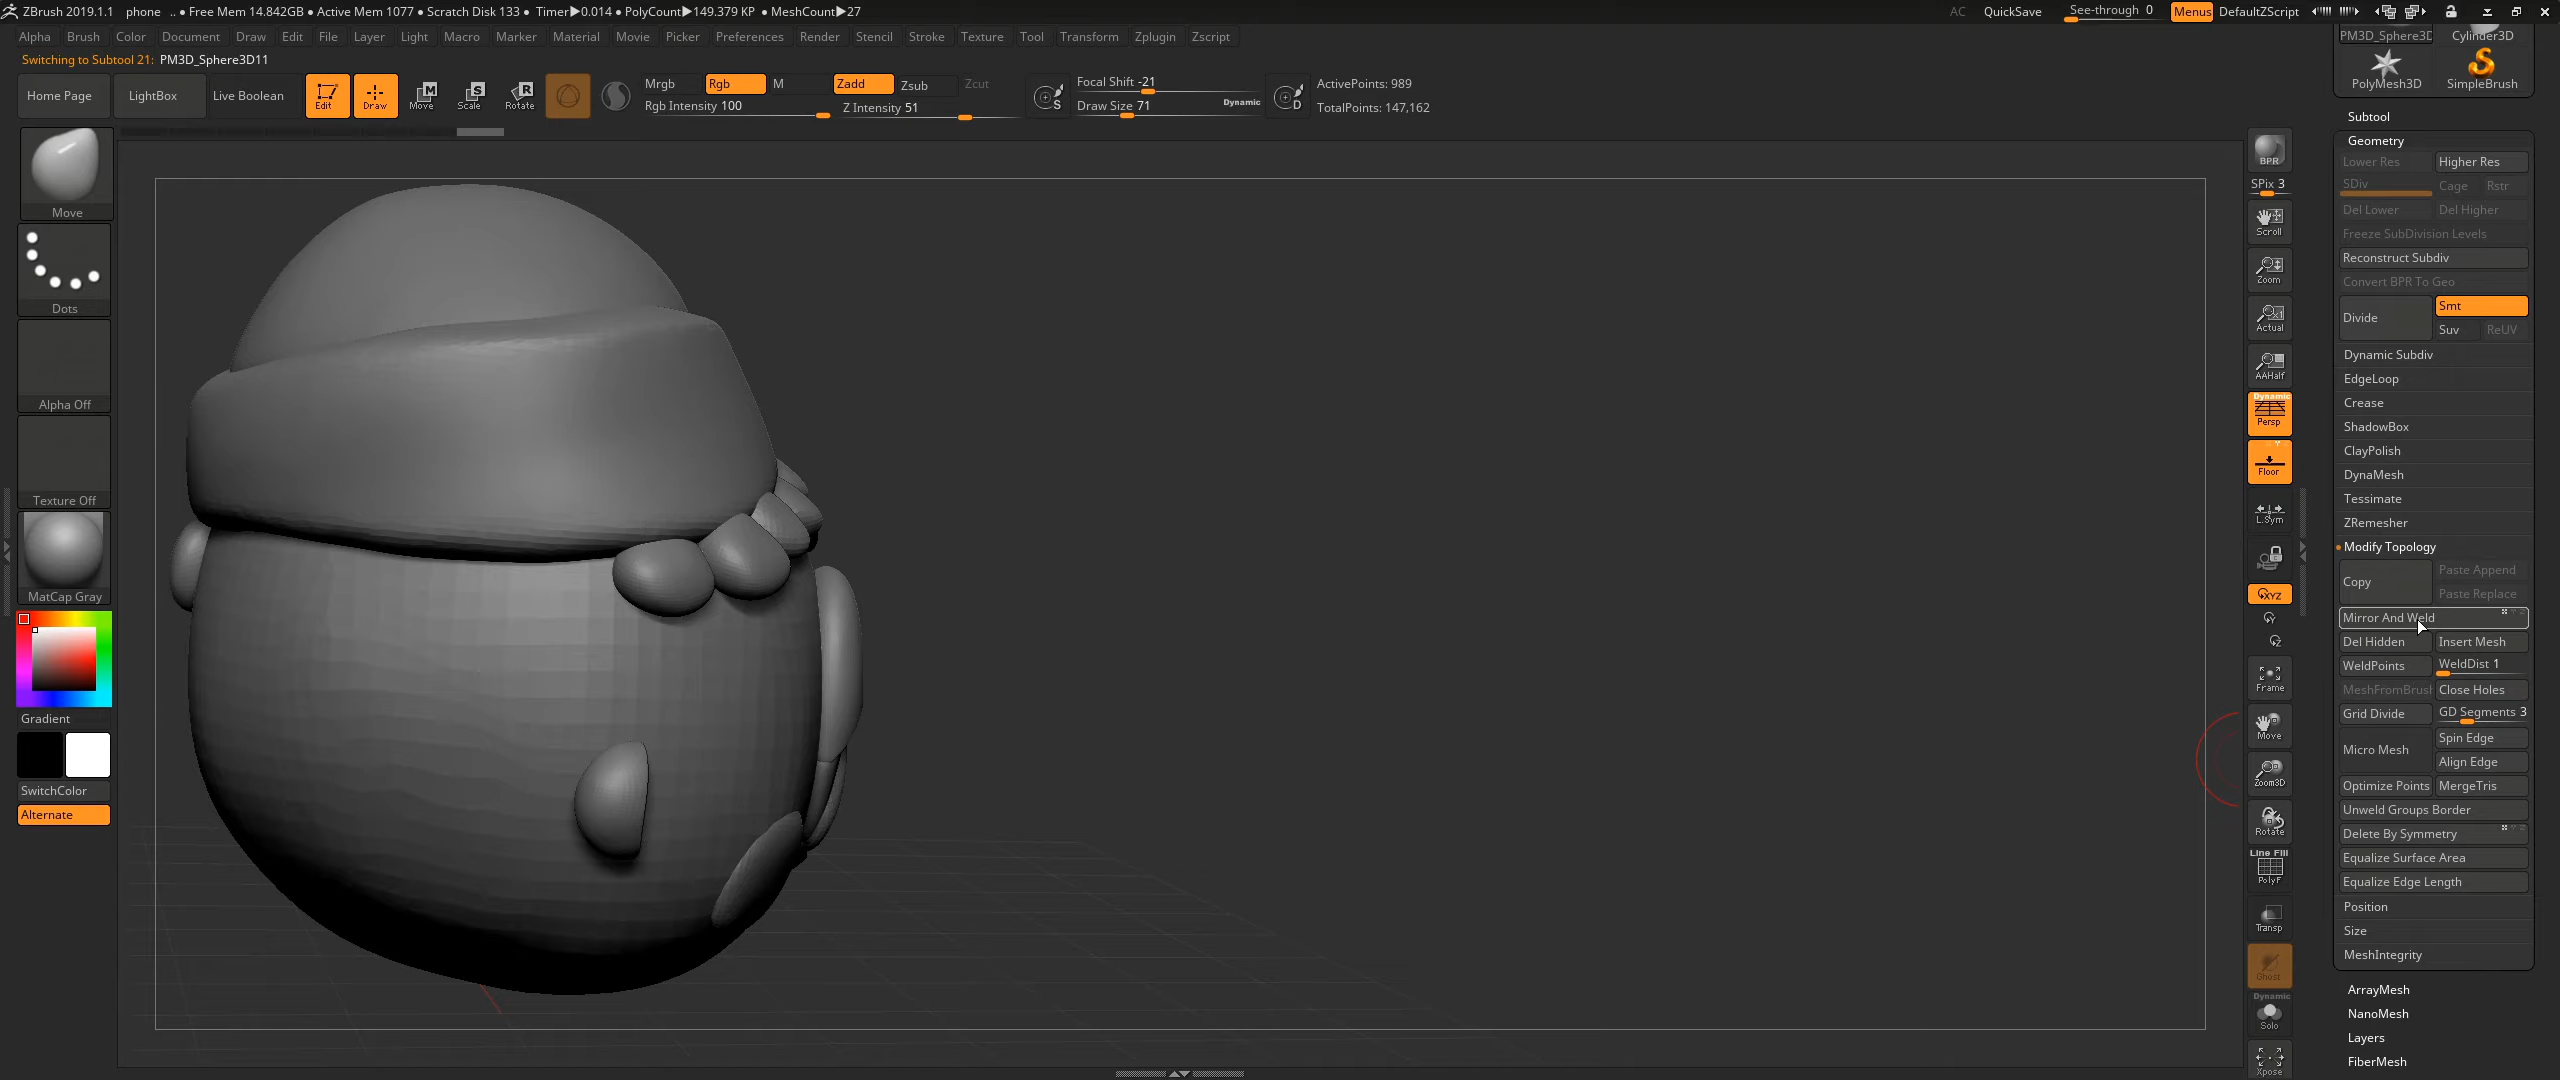 ZBrush 2019.1.1 phone .. • Free Mem 14.842GB • Active Mem 1077 • Scratch Disk 133 • Timer▶0.014 • PolyCount▶149.379 KP • MeshCount▶27
AC QuickSave See-through 0 Menus DefaultZScript
Alpha Brush Color Document Draw Edit File Layer Light Macro Marker Material Movie Picker Preferences Render Stencil Stroke Texture Tool Transform Zplugin Zscript
Switching to Subtool 21: PM3D_Sphere3D11
Home Page
LightBox
Live Boolean
Edit
Draw
Move
Scale
Rotate
Mrgb Rgb M
Rgb Intensity 100
Zadd Zsub Zcut
Z Intensity 51
S
Focal Shift -21
Draw Size 71
Dynamic
D
ActivePoints: 989
TotalPoints: 147,162
Move
Dots
Alpha Off
Texture Off
MatCap Gray
Gradient
SwitchColor
Alternate
BPR
SPix 3
Scroll
Zoom
Actual
AAHalf
Dynamic
Persp
Floor
L.Sym
XYZ
Frame
Move
Zoom3D
Rotate
Line Fill
PolyF
Transp
Ghost
Dynamic
Solo
Xpose
PM3D_Sphere3D
Cylinder3D
PolyMesh3D
SimpleBrush
Subtool
Geometry
Lower Res Higher Res
SDiv Cage Rstr
Del Lower Del Higher
Freeze SubDivision Levels
Reconstruct Subdiv
Convert BPR To Geo
Divide Smt
Suv ReUV
Dynamic Subdiv
EdgeLoop
Crease
ShadowBox
ClayPolish
DynaMesh
Tessimate
ZRemesher
Modify Topology
Copy Paste Append
Paste Replace
Mirror And Weld
Del Hidden Insert Mesh
WeldPoints WeldDist 1
MeshFromBrush Close Holes
Grid Divide GD Segments 3
Micro Mesh Spin Edge
Align Edge
Optimize Points MergeTris
Unweld Groups Border
Delete By Symmetry
Equalize Surface Area
Equalize Edge Length
Position
Size
MeshIntegrity
ArrayMesh
NanoMesh
Layers
FiberMesh